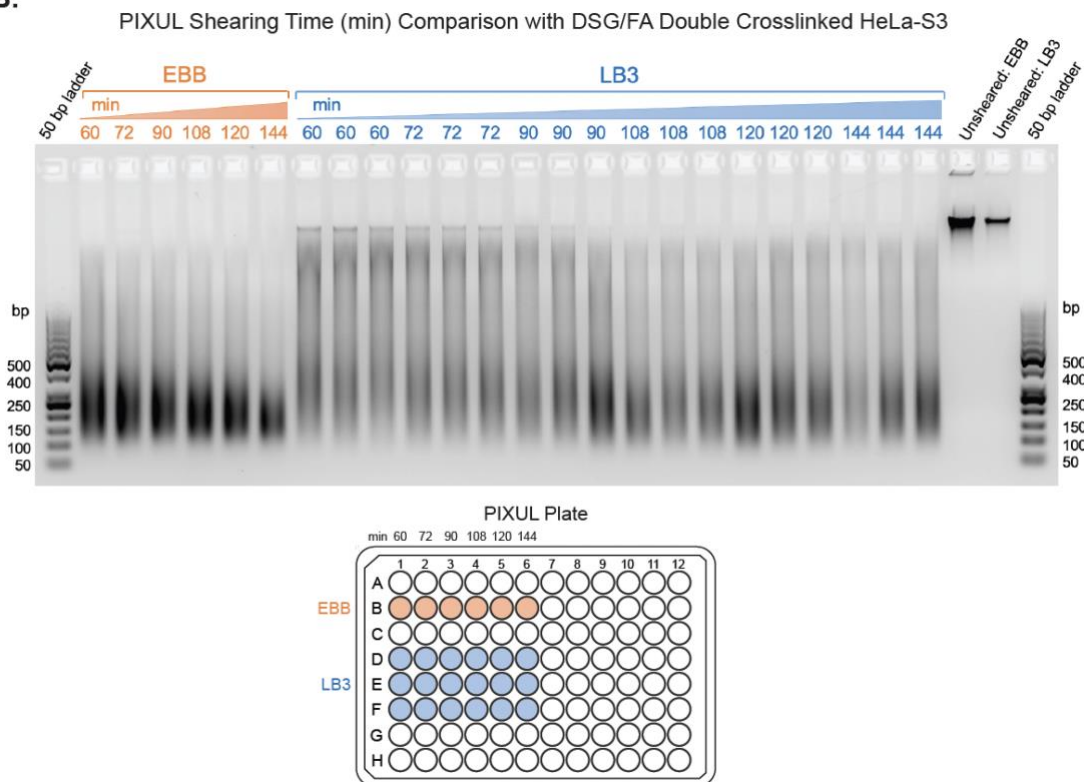 PIXUL Shearing Time (min) Comparison with DSG/FA Double Crosslinked HeLa-S3
50 bp ladder
EBB
LB3
Unsheared: EBB
Unsheared: LB3
50 bp ladder
min
min
60 72 90 108 120 144 60 60 60 72 72 72 90 90 90 108 108 108 120 120 120 144 144 144
bp bp
500 500
400 400
250 250
150 150
100 100
50 50
PIXUL Plate
min 60 72 90 108 120 144
1 2 3 4 5 6 7 8 9 10 11 12
A
EBB B
C
D
LB3 E
F
G
H